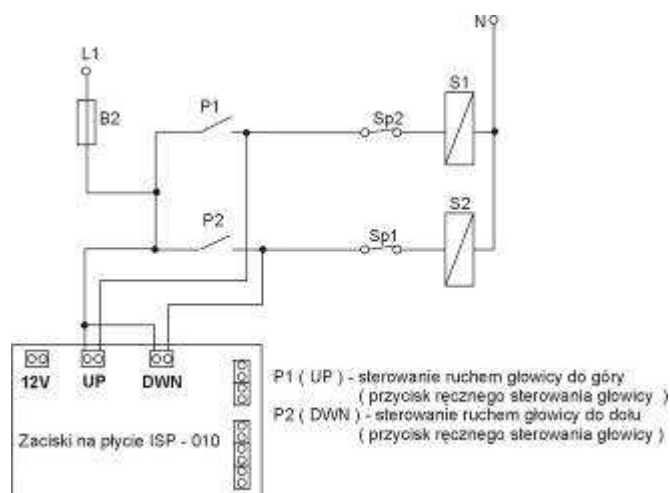 N
L1
S1
P1
B2
Sp2
S2
P2
Sp1
12V UP DWN
P1 ( UP ) - sterowanie ruchem głowicy do góry
( przycisk ręcznego sterowania głowicy )
P2 ( DWN ) - sterowanie ruchem głowicy do dołu
( przycisk ręcznego sterowania głowicy )
Zaciski na płycie ISP - 010